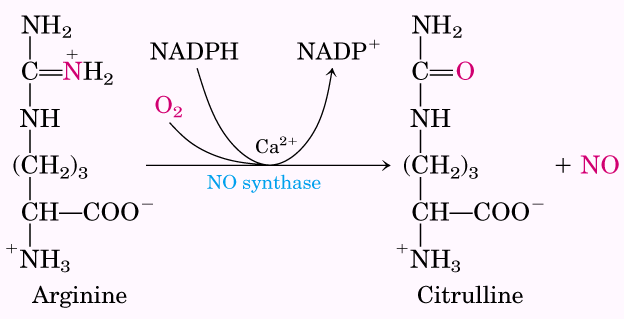 NH₂
C=N⁺H₂
NH
(CH₂)₃
CH—COO⁻
⁺NH₃
Arginine
NADPH
NADP⁺
O₂
Ca²⁺
NO synthase
NH₂
C=O
NH
(CH₂)₃
CH—COO⁻
⁺NH₃
Citrulline
+ NO